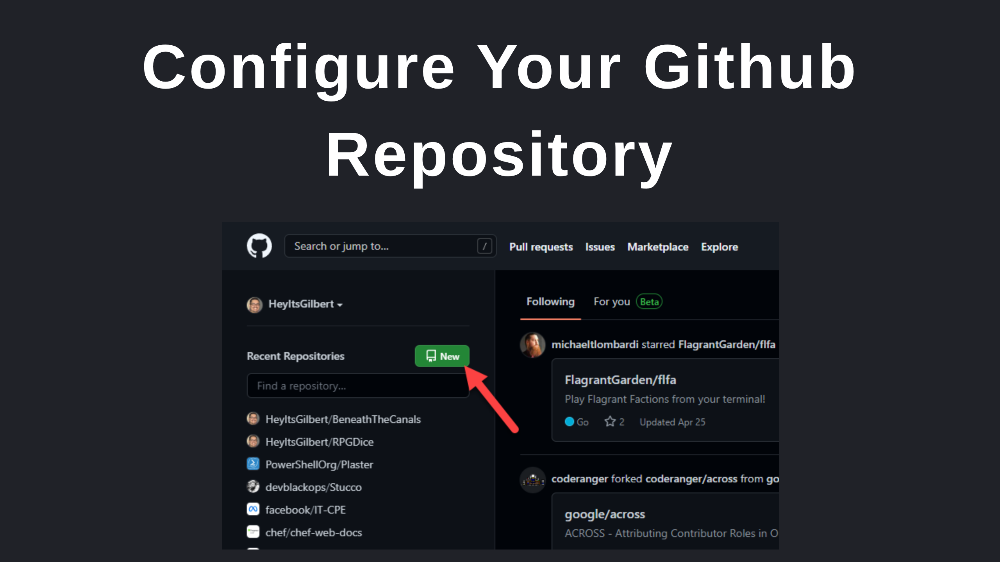 Configure Your Github
Repository
Search or jump to...
/
Pull requests
Issues
Marketplace
Explore
HeyItsGilbert
Recent Repositories
New
Find a repository...
HeyItsGilbert/BeneathTheCanals
HeyItsGilbert/RPGDice
PowerShellOrg/Plaster
devblackops/Stucco
facebook/IT-CPE
chef/chef-web-docs
Following
For you
Beta
michaeltlombardi starred FlagrantGarden/flfa
FlagrantGarden/flfa
Play Flagrant Factions from your terminal!
Go
2
Updated Apr 25
coderanger forked coderanger/across from go
google/across
ACROSS - Attributing Contributor Roles in O